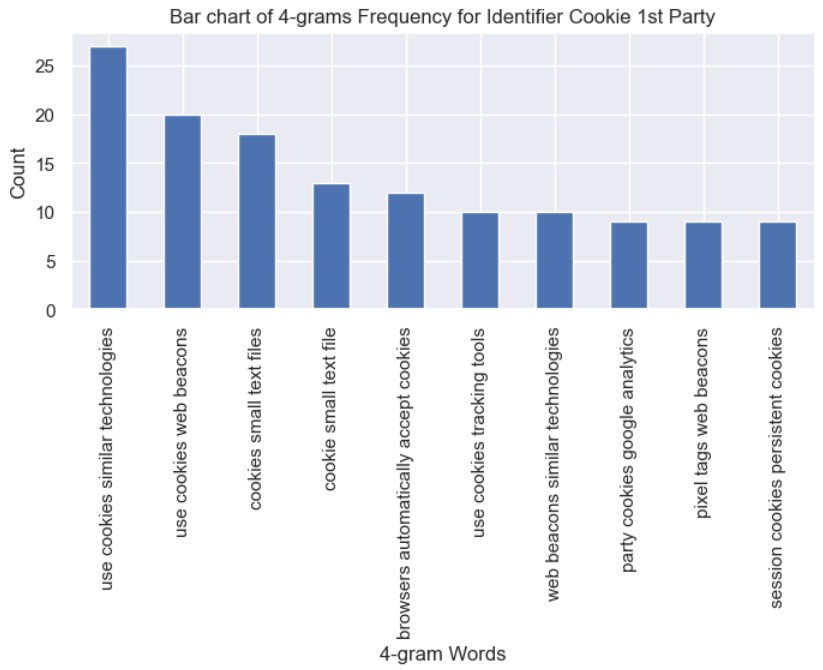 Bar chart of 4-grams Frequency for Identifier Cookie 1st Party
Count
25
20
15
10
5
0
use cookies similar technologies
use cookies web beacons
cookies small text files
cookie small text file
browsers automatically accept cookies
use cookies tracking tools
web beacons similar technologies
party cookies google analytics
pixel tags web beacons
session cookies persistent cookies
4-gram Words